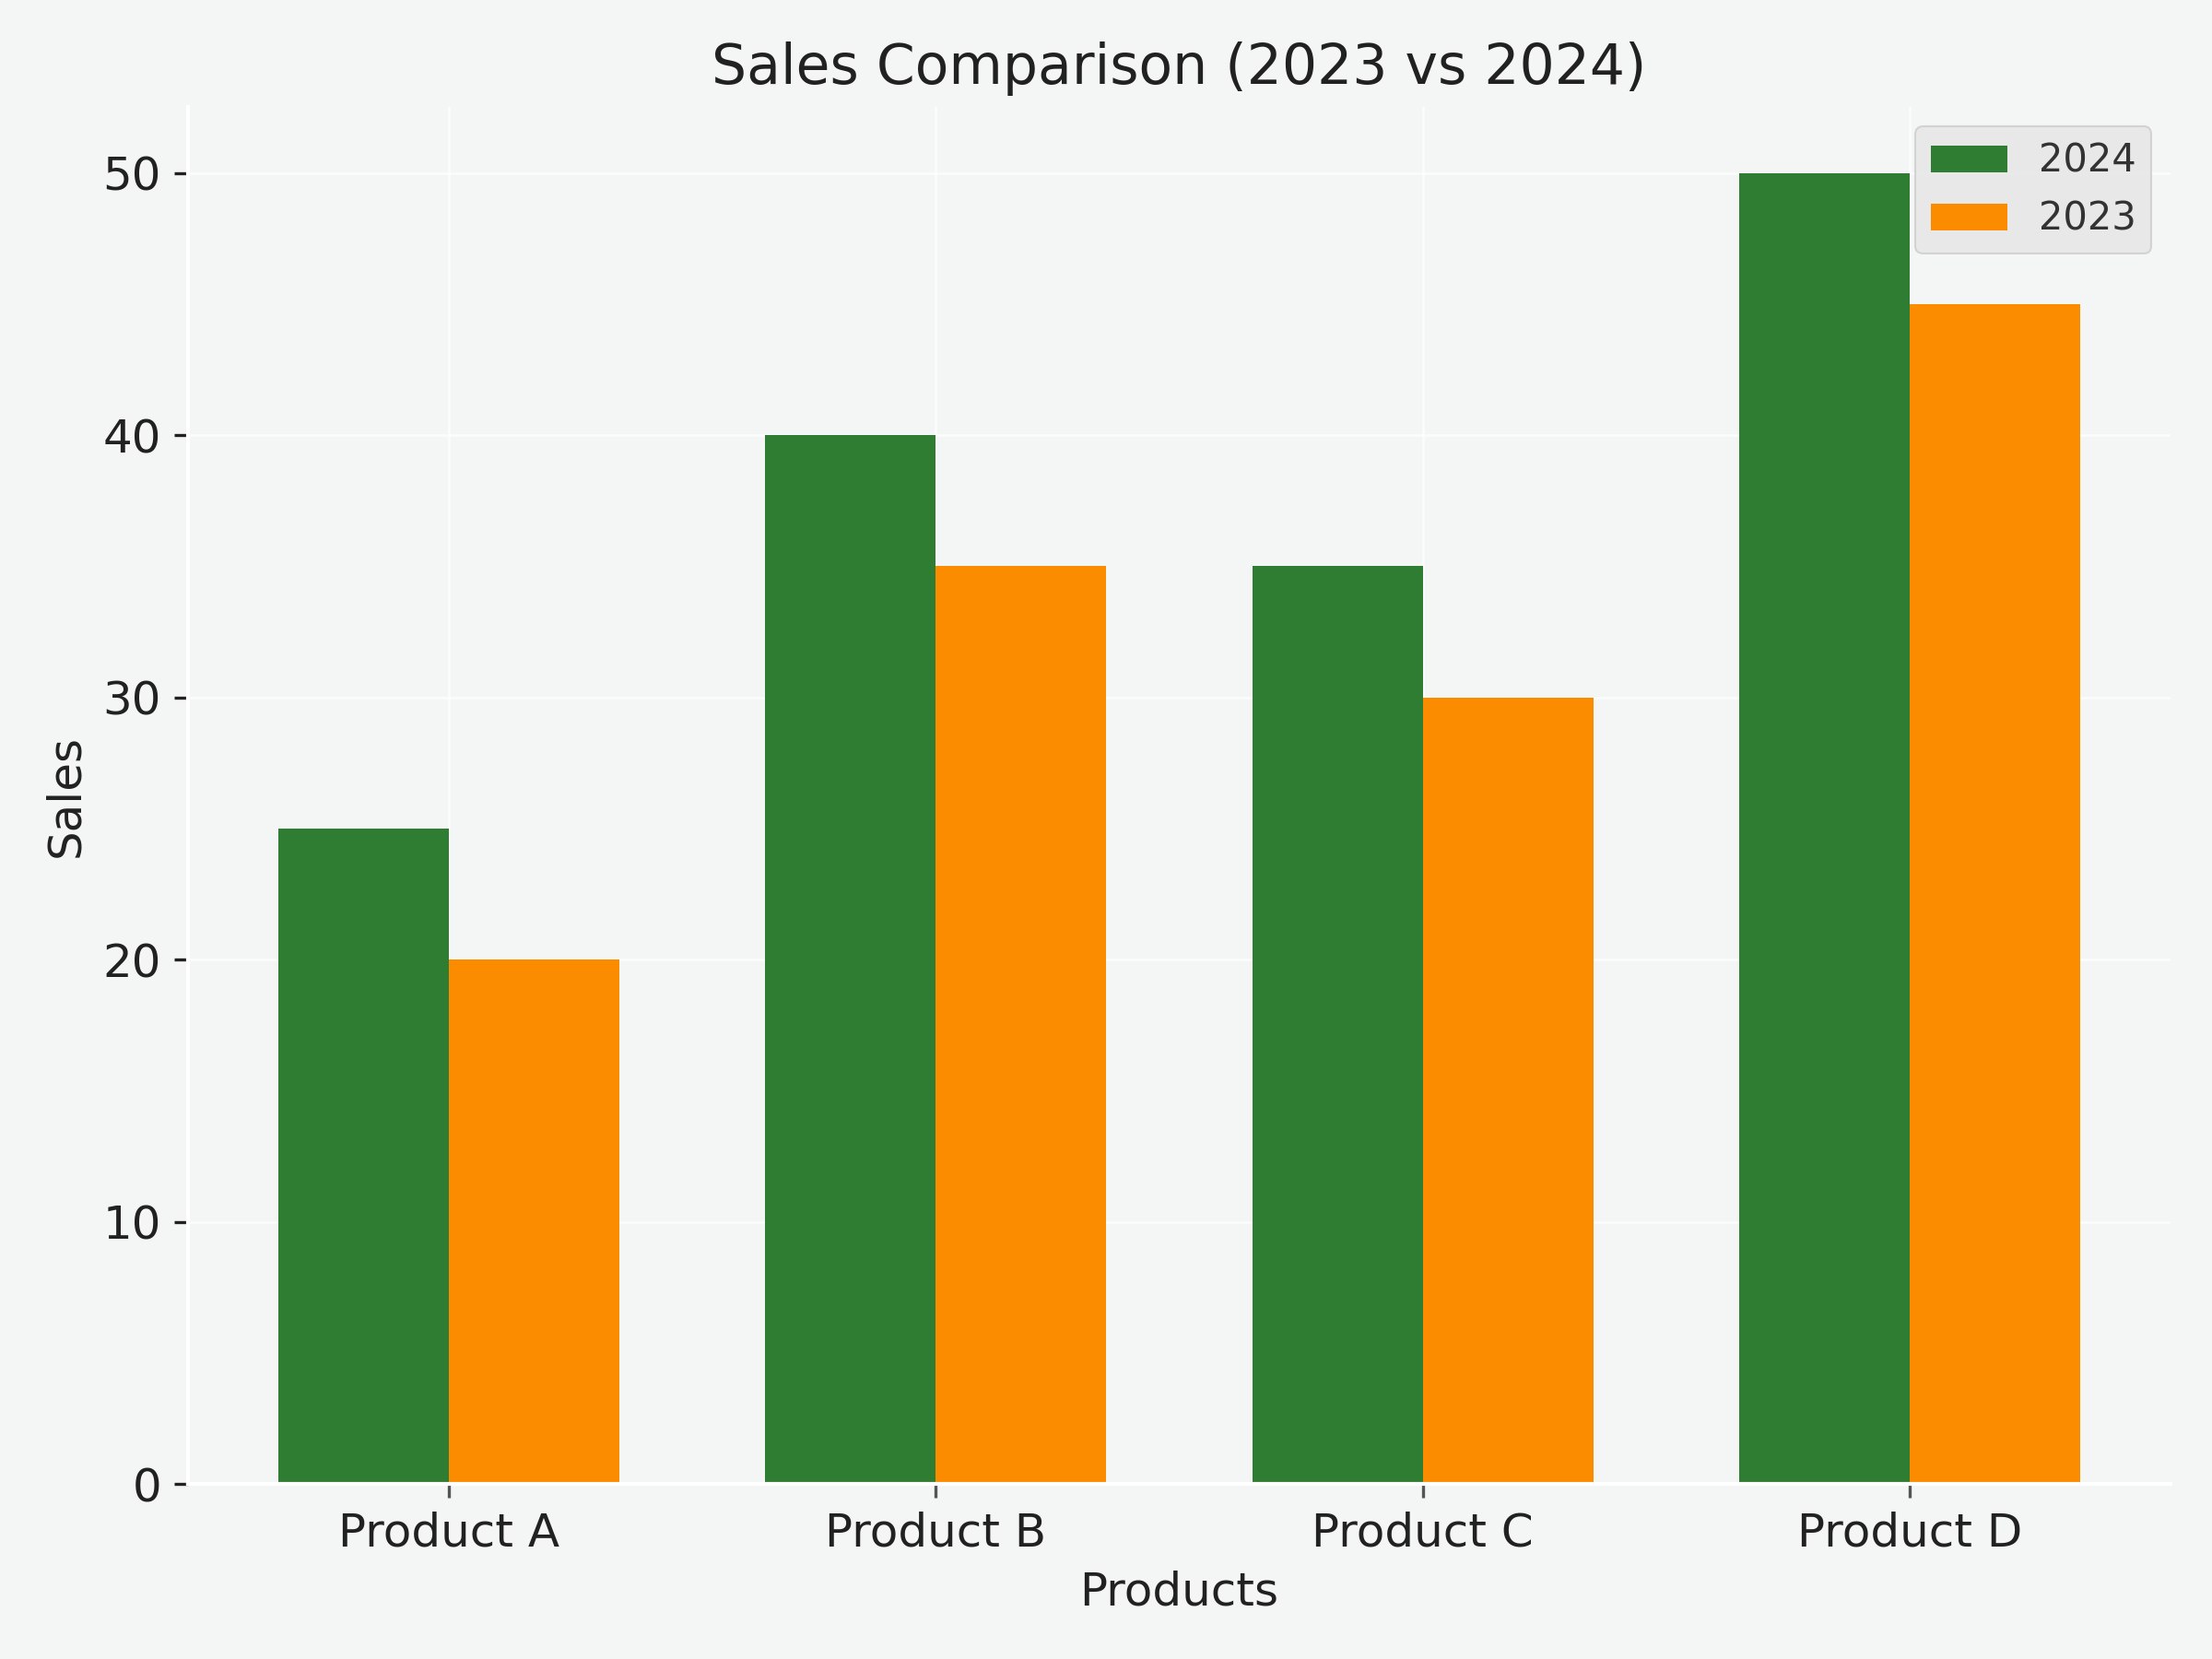 Sales Comparison (2023 vs 2024)
2024
2023
50
40
30
20
10
0
Sales
Product A
Product B
Product C
Product D
Products